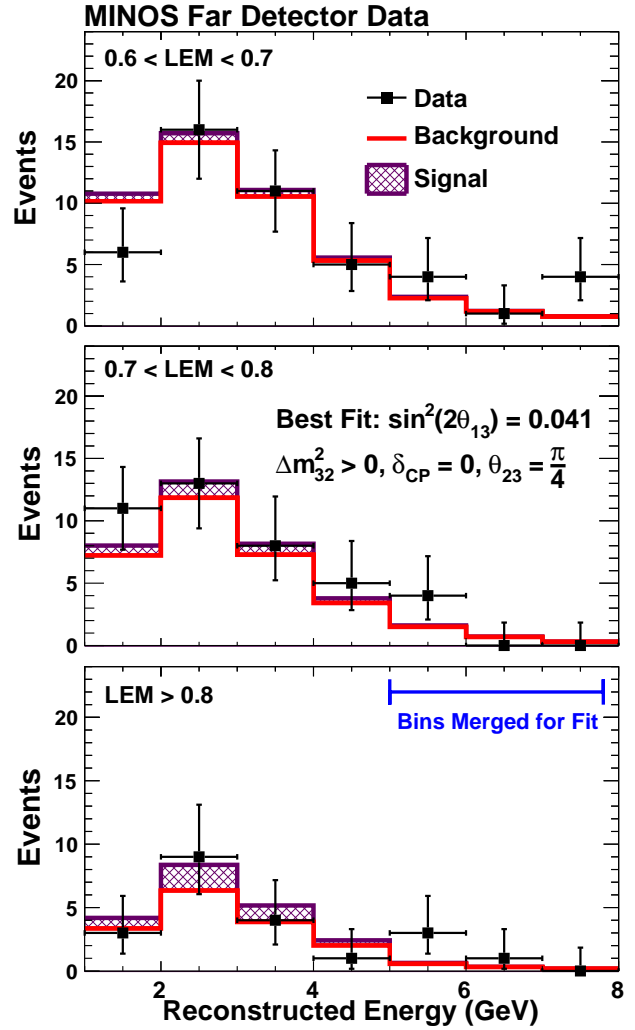 MINOS Far Detector Data
0.6 < LEM < 0.7
Data
Background
Signal
Events
20
15
10
5
0
0.7 < LEM < 0.8
Best Fit: sin²(2θ₁₃) = 0.041
Δm²₃₂ > 0, δ_CP = 0, θ₂₃ = π/4
Events
20
15
10
5
0
LEM > 0.8
Bins Merged for Fit
Events
20
15
10
5
0
2 4 6 8
Reconstructed Energy (GeV)